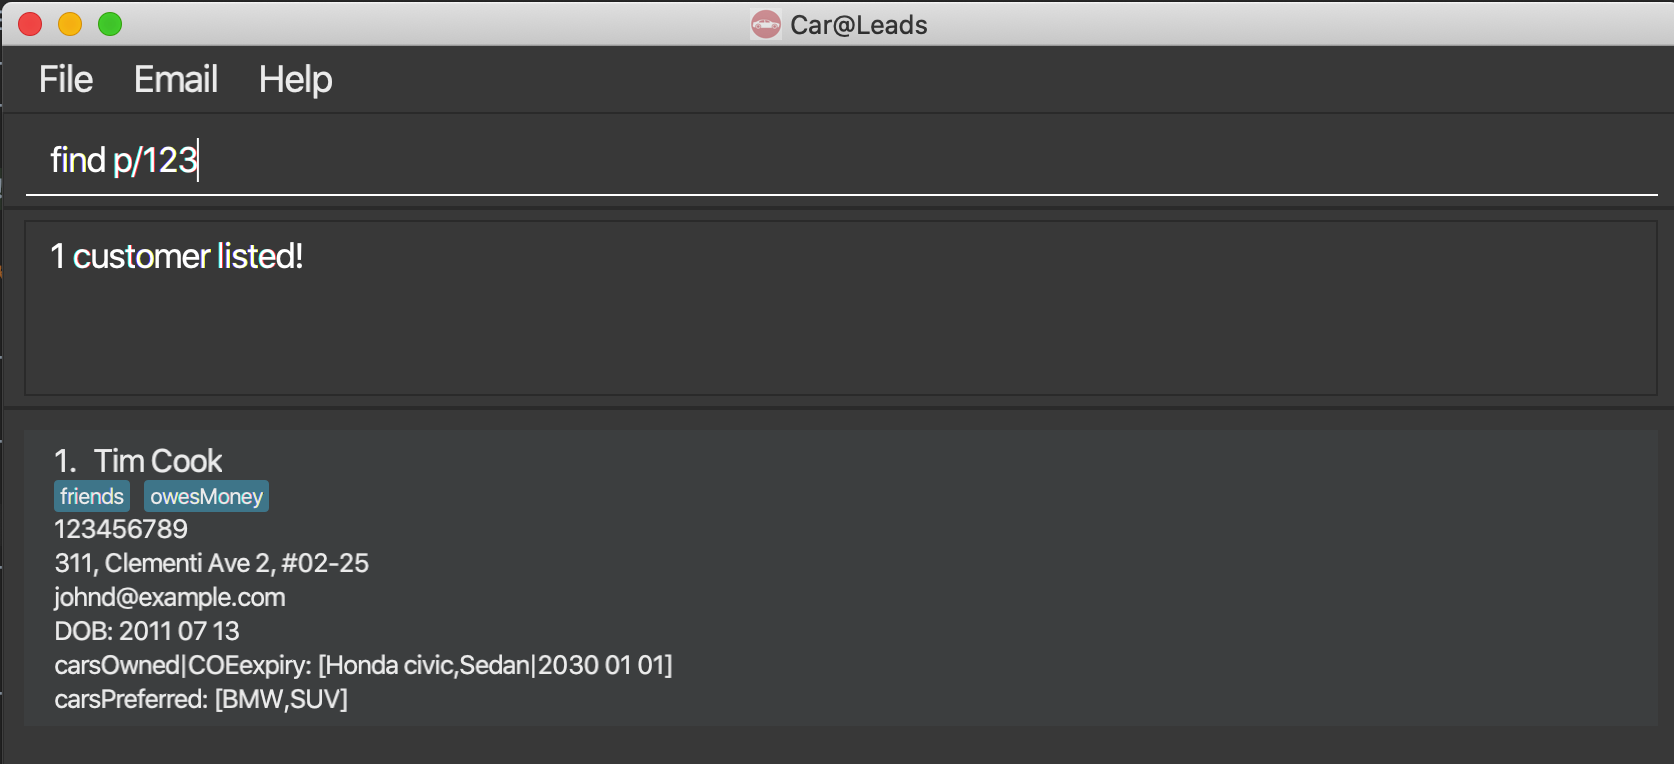 Car@Leads
File Email Help
find p/123
1 customer listed!
1. Tim Cook
friends owesMoney
123456789
311, Clementi Ave 2, #02-25
johnd@example.com
DOB: 2011 07 13
carsOwned|COEexpiry: [Honda civic,Sedan|2030 01 01]
carsPreferred: [BMW,SUV]